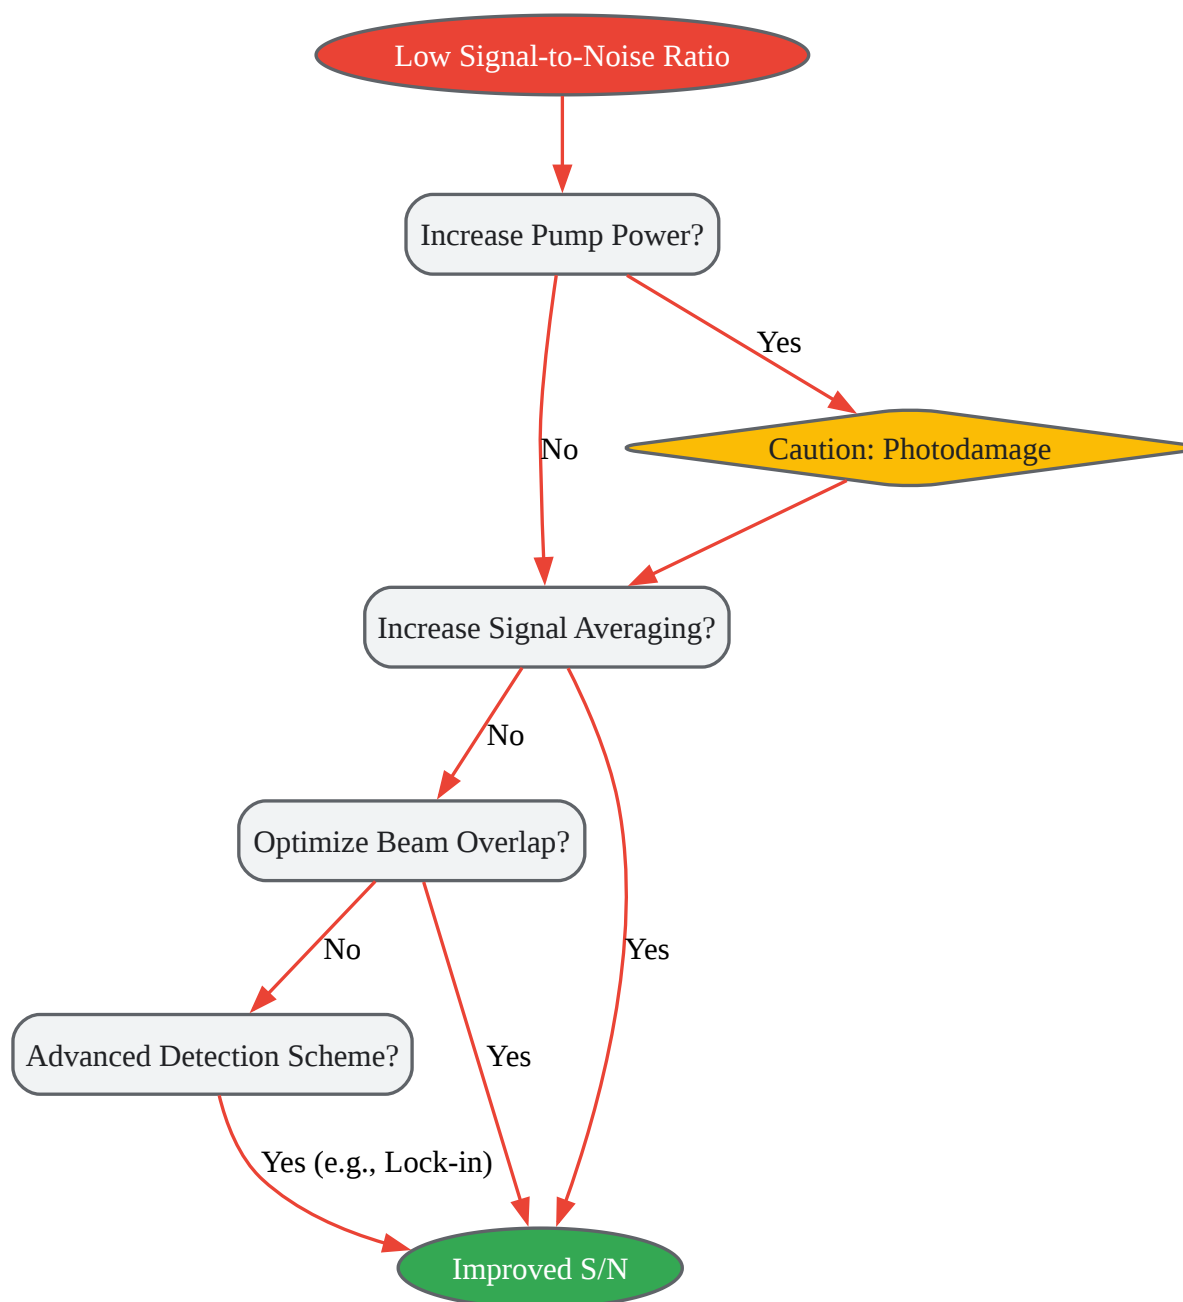 Low Signal-to-Noise Ratio
Increase Pump Power?
Yes
No
Caution: Photodamage
Increase Signal Averaging?
No
Optimize Beam Overlap?
No
Yes
Advanced Detection Scheme?
Yes
Yes (e.g., Lock-in)
Improved S/N